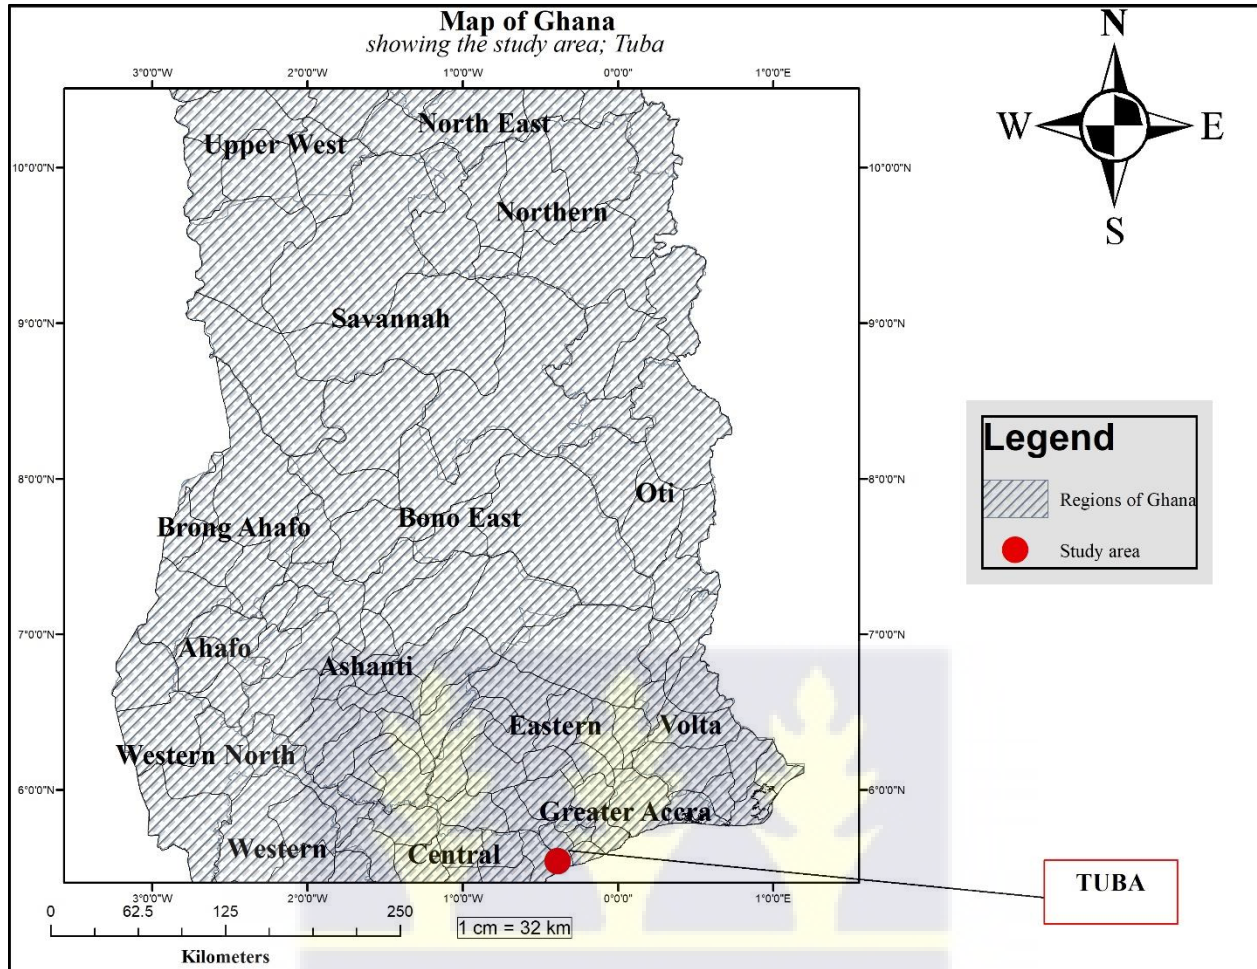 Map of Ghana
showing the study area; Tuba
N
W
E
S
3°0'0"W 2°0'0"W 1°0'0"W 0°0'0" 1°0'0"E
10°0'0"N 10°0'0"N
9°0'0"N 9°0'0"N
8°0'0"N 8°0'0"N
7°0'0"N 7°0'0"N
6°0'0"N 6°0'0"N
North East
Upper West
Northern
Savannah
Oti
Bono East
Brong Ahafo
Ahafo
Ashanti
Eastern
Volta
Western North
Greater Accra
Western
Central
3°0'0"W 2°0'0"W 1°0'0"W 0°0'0" 1°0'0"E
Legend
Regions of Ghana
Study area
TUBA
0 62.5 125 250
Kilometers
1 cm = 32 km